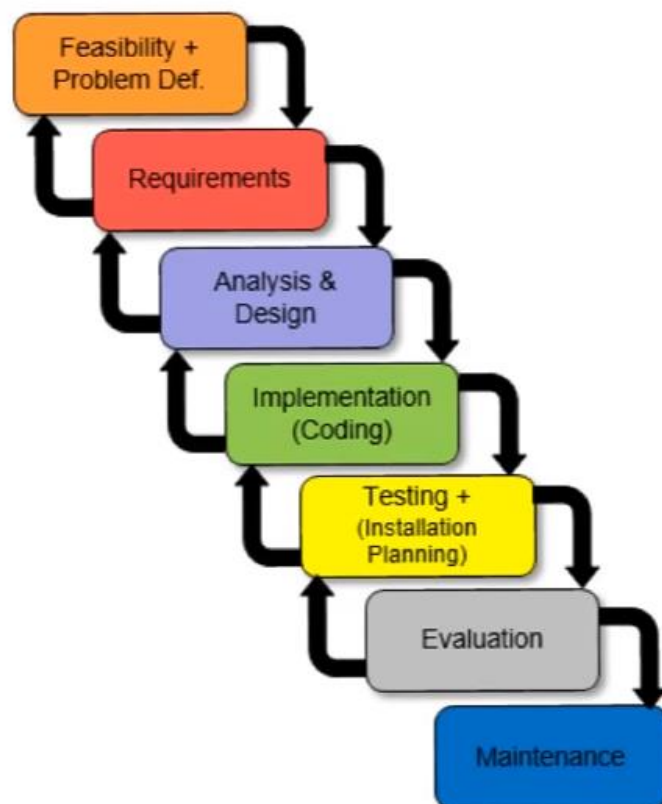 Feasibility +
Problem Def.
Requirements
Analysis &
Design
Implementation
(Coding)
Testing +
(Installation
Planning)
Evaluation
Maintenance